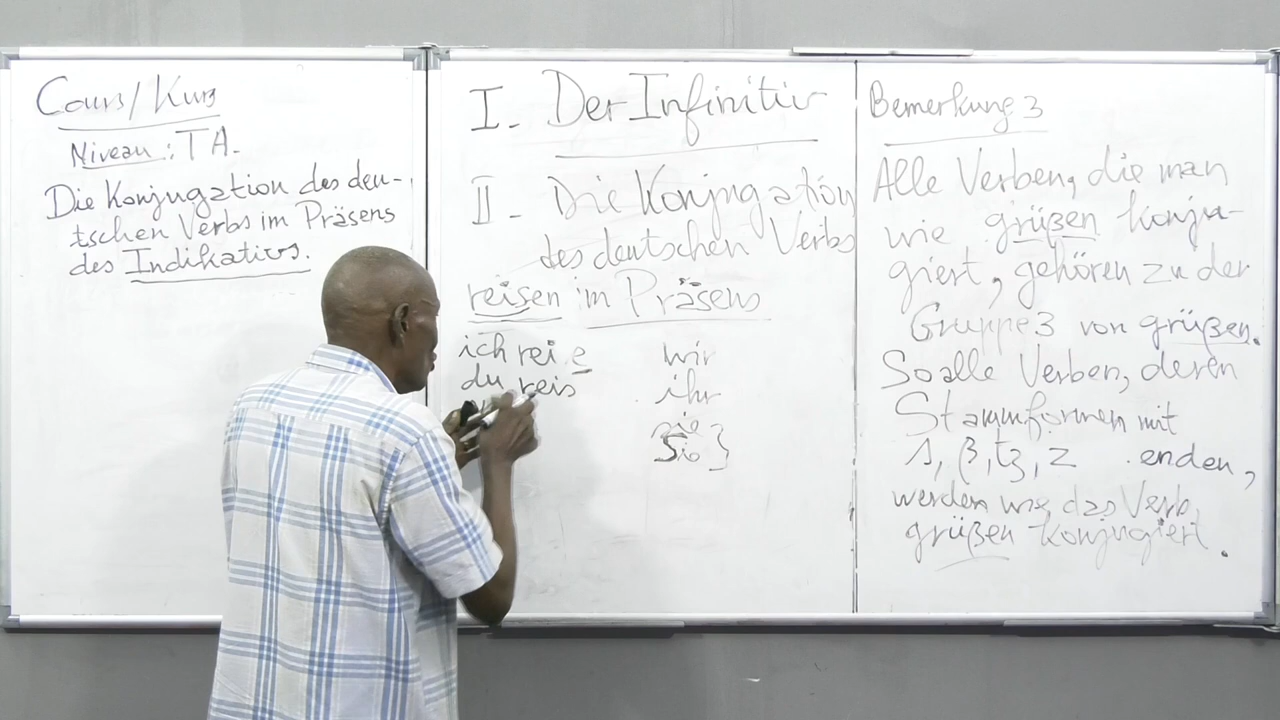 Cours/Kurs
Niveau : TA.
Die Konjugation des deu-
tschen Verbs im Präsens
des Indikativs.
I - Der Infinitiv
II - Die Konjugation
des deutschen Verbs
reisen im Präsens
ich rei e
du reis
wir
ihr
sie
Sie }
Bemerkung 3
Alle Verben, die man
wie grüßen konju-
giert, gehören zu der
Gruppe 3 von grüßen.
So alle Verben, deren
Stammformen mit
s, ß, tz, z enden,
werden wie das Verb
grüßen konjugiert.